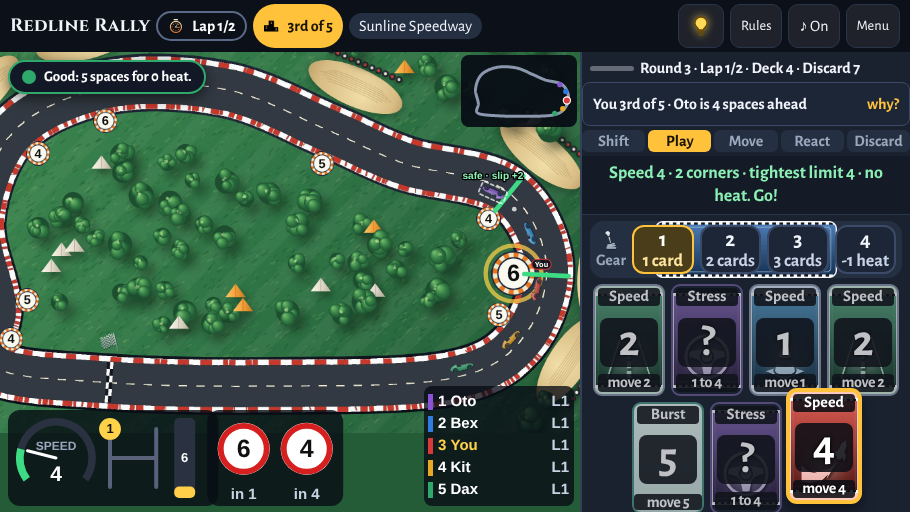 REDLINE RALLY
Lap 1/2
3rd of 5
Sunline Speedway
Rules
♪ On
Menu
Good: 5 spaces for 0 heat.
6
4
5
safe · slip +2
4
6
You
5
5
4
SPEED
4
1
6
6
in 1
4
in 4
1 Oto L1
2 Bex L1
3 You L1
4 Kit L1
5 Dax L1
Round 3 · Lap 1/2 · Deck 4 · Discard 7
You 3rd of 5 · Oto is 4 spaces ahead
why?
Shift
Play
Move
React
Discard
Speed 4 · 2 corners · tightest limit 4 · no
heat. Go!
Gear
1
1 card
2
2 cards
3
3 cards
4
-1 heat
Speed
2
move 2
Stress
?
1 to 4
Speed
1
move 1
Speed
2
move 2
Burst
5
move 5
Stress
?
1 to 4
Speed
4
move 4